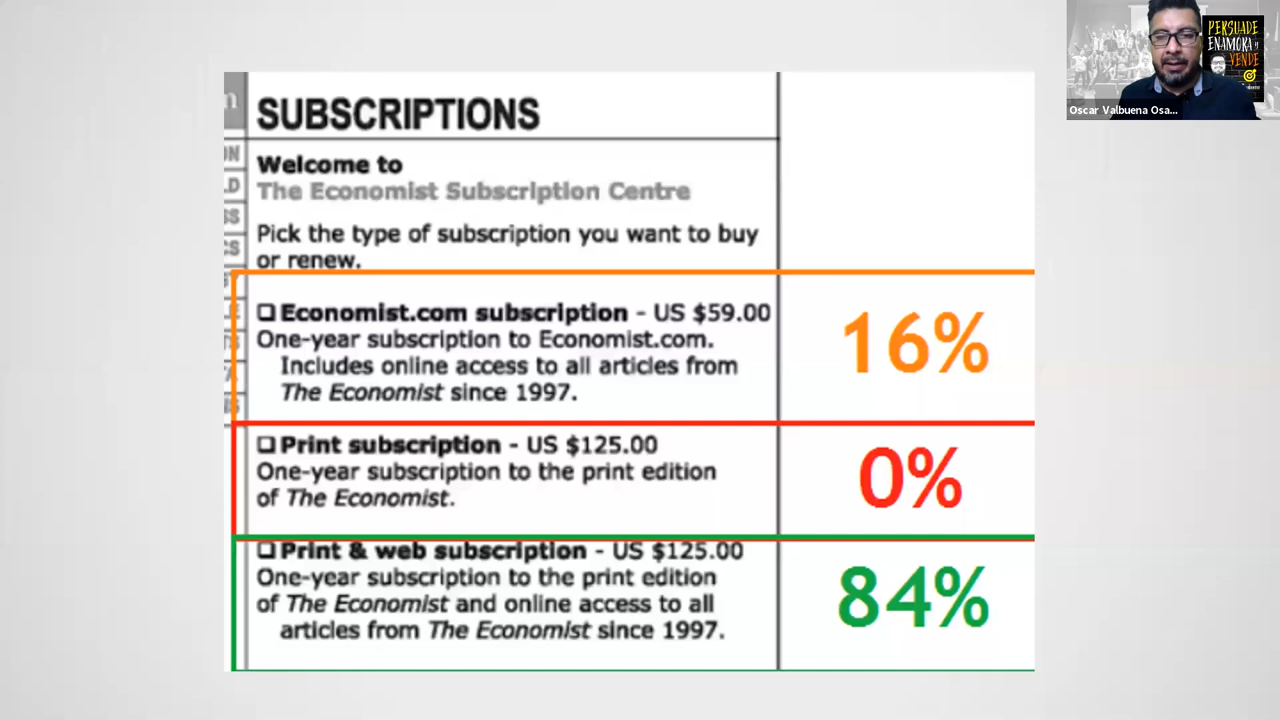 SUBSCRIPTIONS
Welcome to
The Economist Subscription Centre
Pick the type of subscription you want to buy
or renew.
❏ Economist.com subscription - US $59.00
One-year subscription to Economist.com.
Includes online access to all articles from
The Economist since 1997.
16%
❏ Print subscription - US $125.00
One-year subscription to the print edition
of The Economist.
0%
❏ Print & web subscription - US $125.00
One-year subscription to the print edition
of The Economist and online access to all
articles from The Economist since 1997.
84%
PERSUADE
ENAMORA Y
VENDE
Oscar Valbuena Osa...